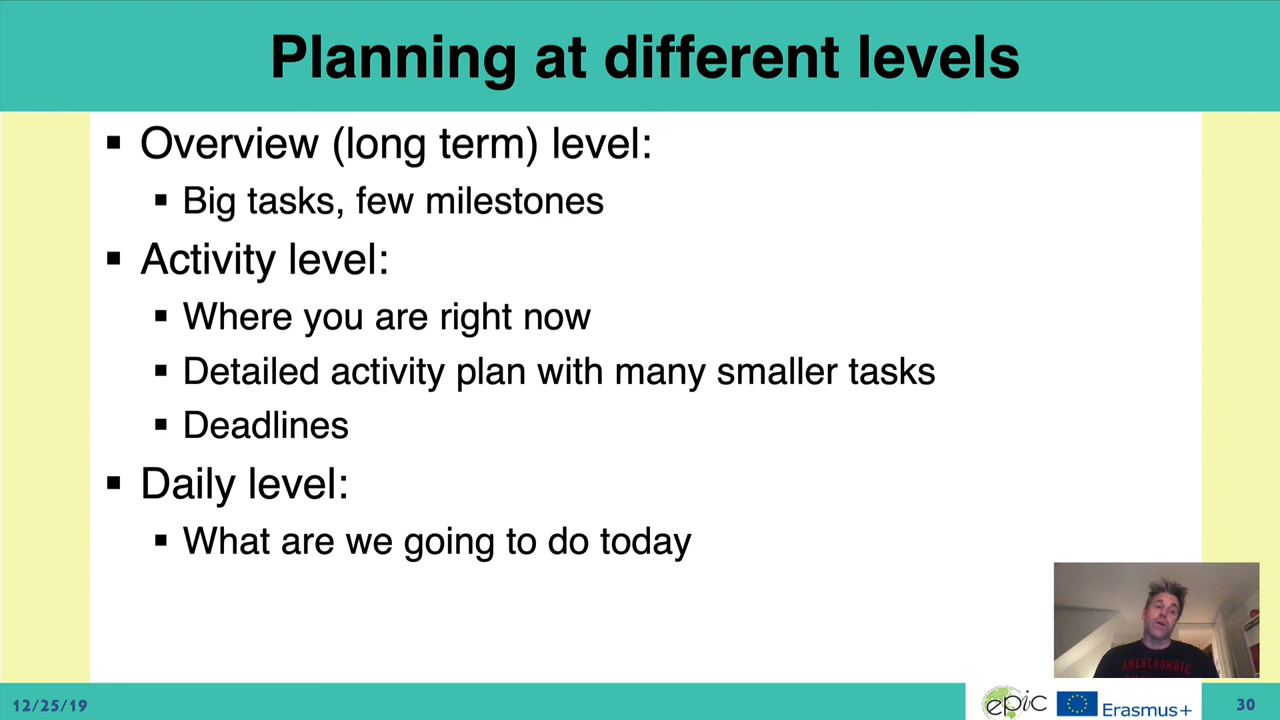 Planning at different levels
▪ Overview (long term) level:
▪ Big tasks, few milestones
▪ Activity level:
▪ Where you are right now
▪ Detailed activity plan with many smaller tasks
▪ Deadlines
▪ Daily level:
▪ What are we going to do today
ABERCROMBIE
12/25/19
epic
Erasmus+
30